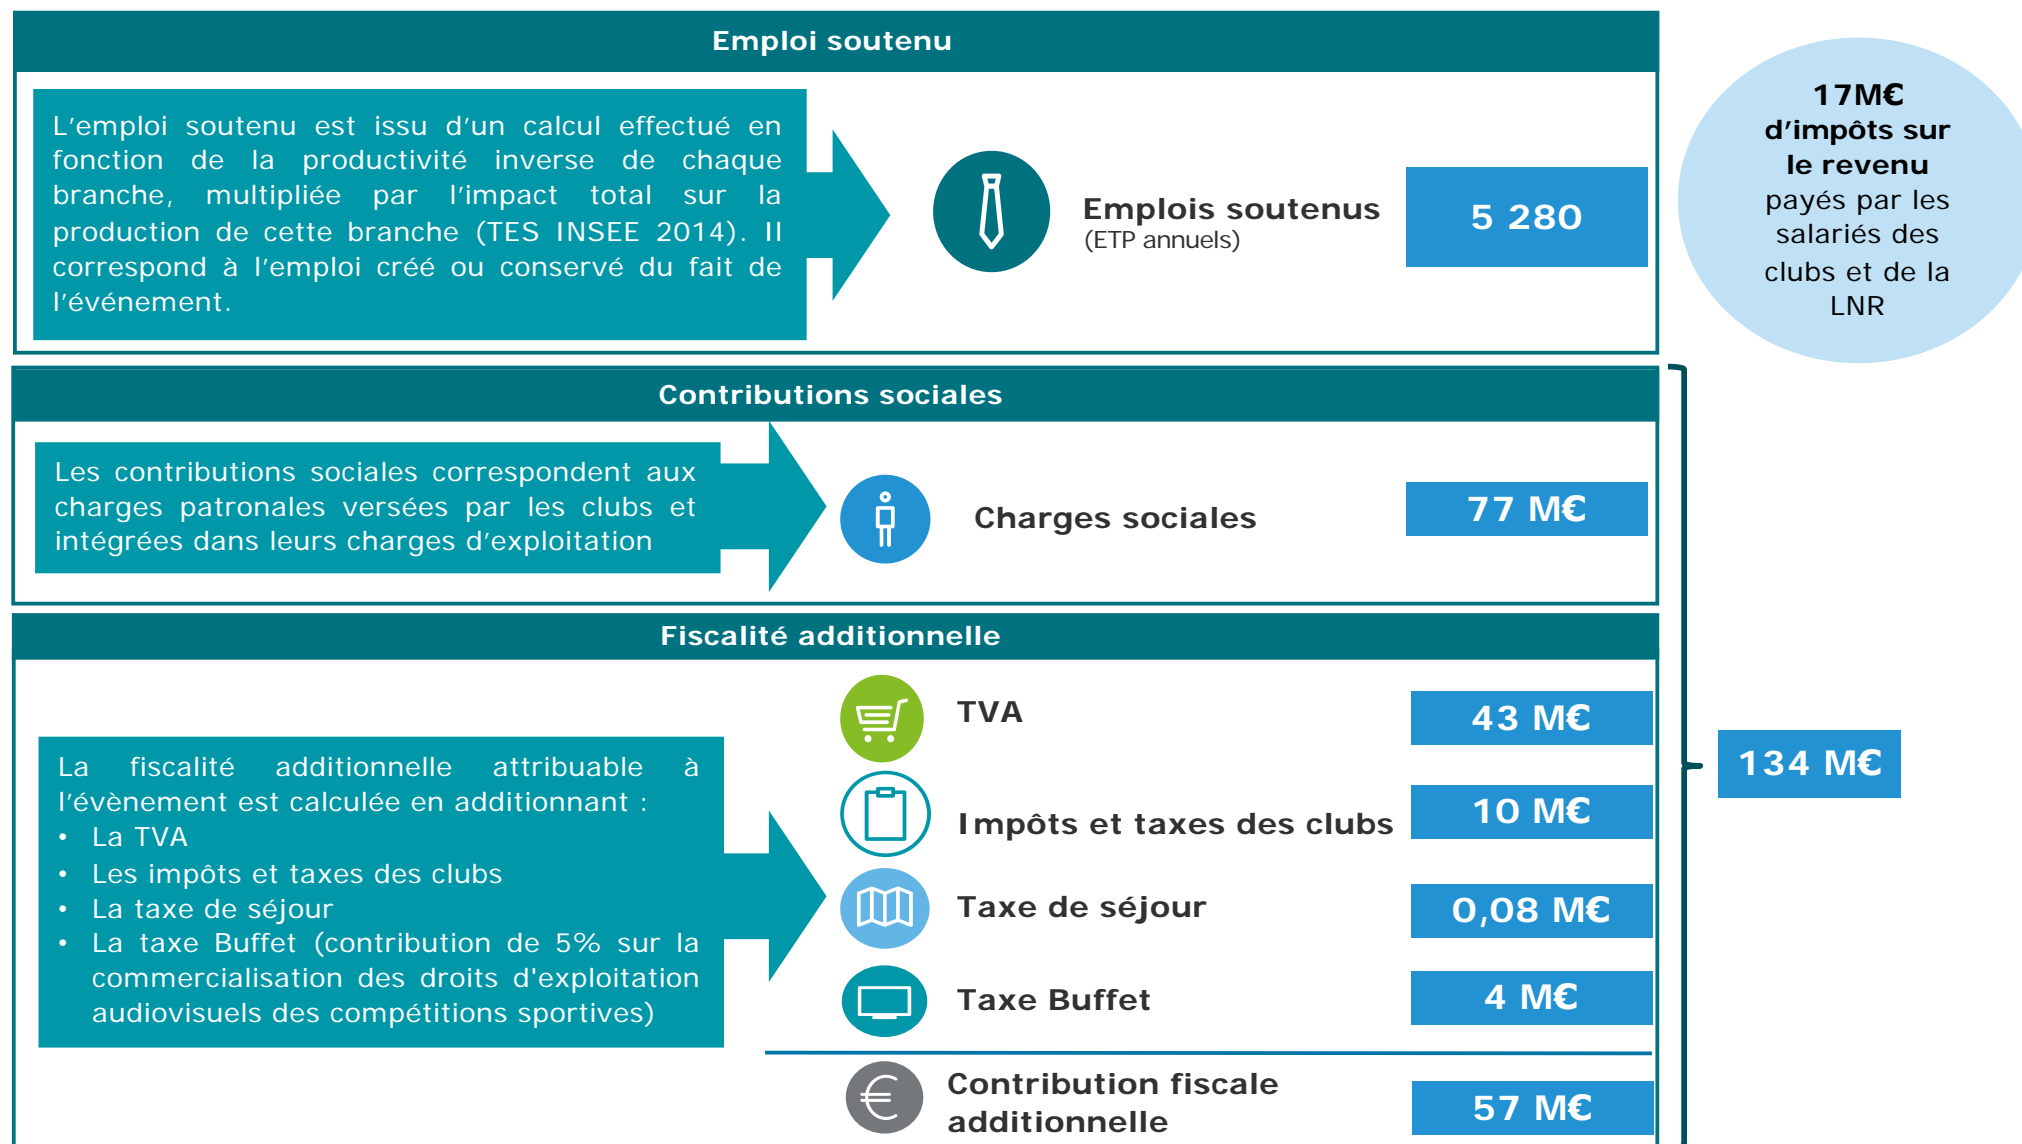 Emploi soutenu
L’emploi soutenu est issu d’un calcul effectué en
fonction de la productivité inverse de chaque
branche, multipliée par l’impact total sur la
production de cette branche (TES INSEE 2014). Il
correspond à l’emploi créé ou conservé du fait de
l’événement.
Emplois soutenus
(ETP annuels)
5 280
17M€
d’impôts sur
le revenu
payés par les
salariés des
clubs et de la
LNR
Contributions sociales
Les contributions sociales correspondent aux
charges patronales versées par les clubs et
intégrées dans leurs charges d’exploitation
Charges sociales
77 M€
Fiscalité additionnelle
La fiscalité additionnelle attribuable à
l’évènement est calculée en additionnant :
• La TVA
• Les impôts et taxes des clubs
• La taxe de séjour
• La taxe Buffet (contribution de 5% sur la
commercialisation des droits d'exploitation
audiovisuels des compétitions sportives)
TVA
43 M€
Impôts et taxes des clubs
10 M€
Taxe de séjour
0,08 M€
Taxe Buffet
4 M€
Contribution fiscale
additionnelle
57 M€
134 M€